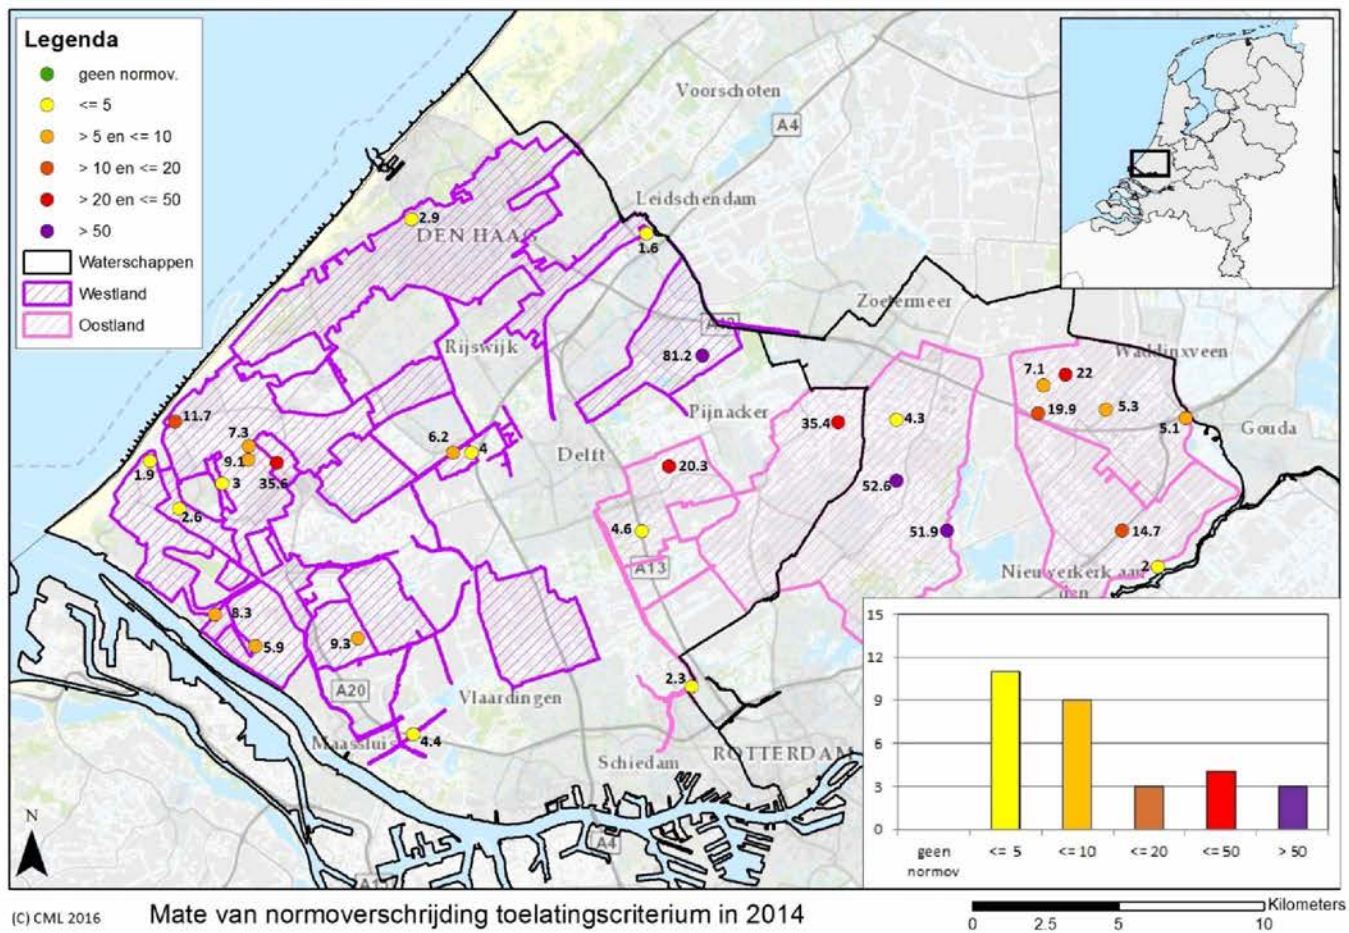 Legenda
geen normov.
<= 5
> 5 en <= 10
> 10 en <= 20
> 20 en <= 50
> 50
Waterschappen
Westland
Oostland
Voorschoten
A4
Leidschendam
2.9
DEN HAAG
1.6
Zoetermeer
A12
Rijswijk
81.2
Waddinxveen
7.1
22
19.9
5.3
5.1
Gouda
11.7
Pijnacker
35.4
4.3
7.3
9.1
35.6
6.2
4
Delft
20.3
1.9
3
2.6
52.6
4.6
51.9
14.7
A13
Nieuwerkerk aan
den
2
8.3
5.9
9.3
2.3
A20
Vlaardingen
Maassluis
4.4
Schiedam
ROTTERDAM
A4
N
15
12
9
6
3
0
geen
normov
<= 5
<= 10
<= 20
<= 50
> 50
(C) CML 2016
Mate van normoverschrijding toelatingscriterium in 2014
Kilometers
0
2.5
5
10